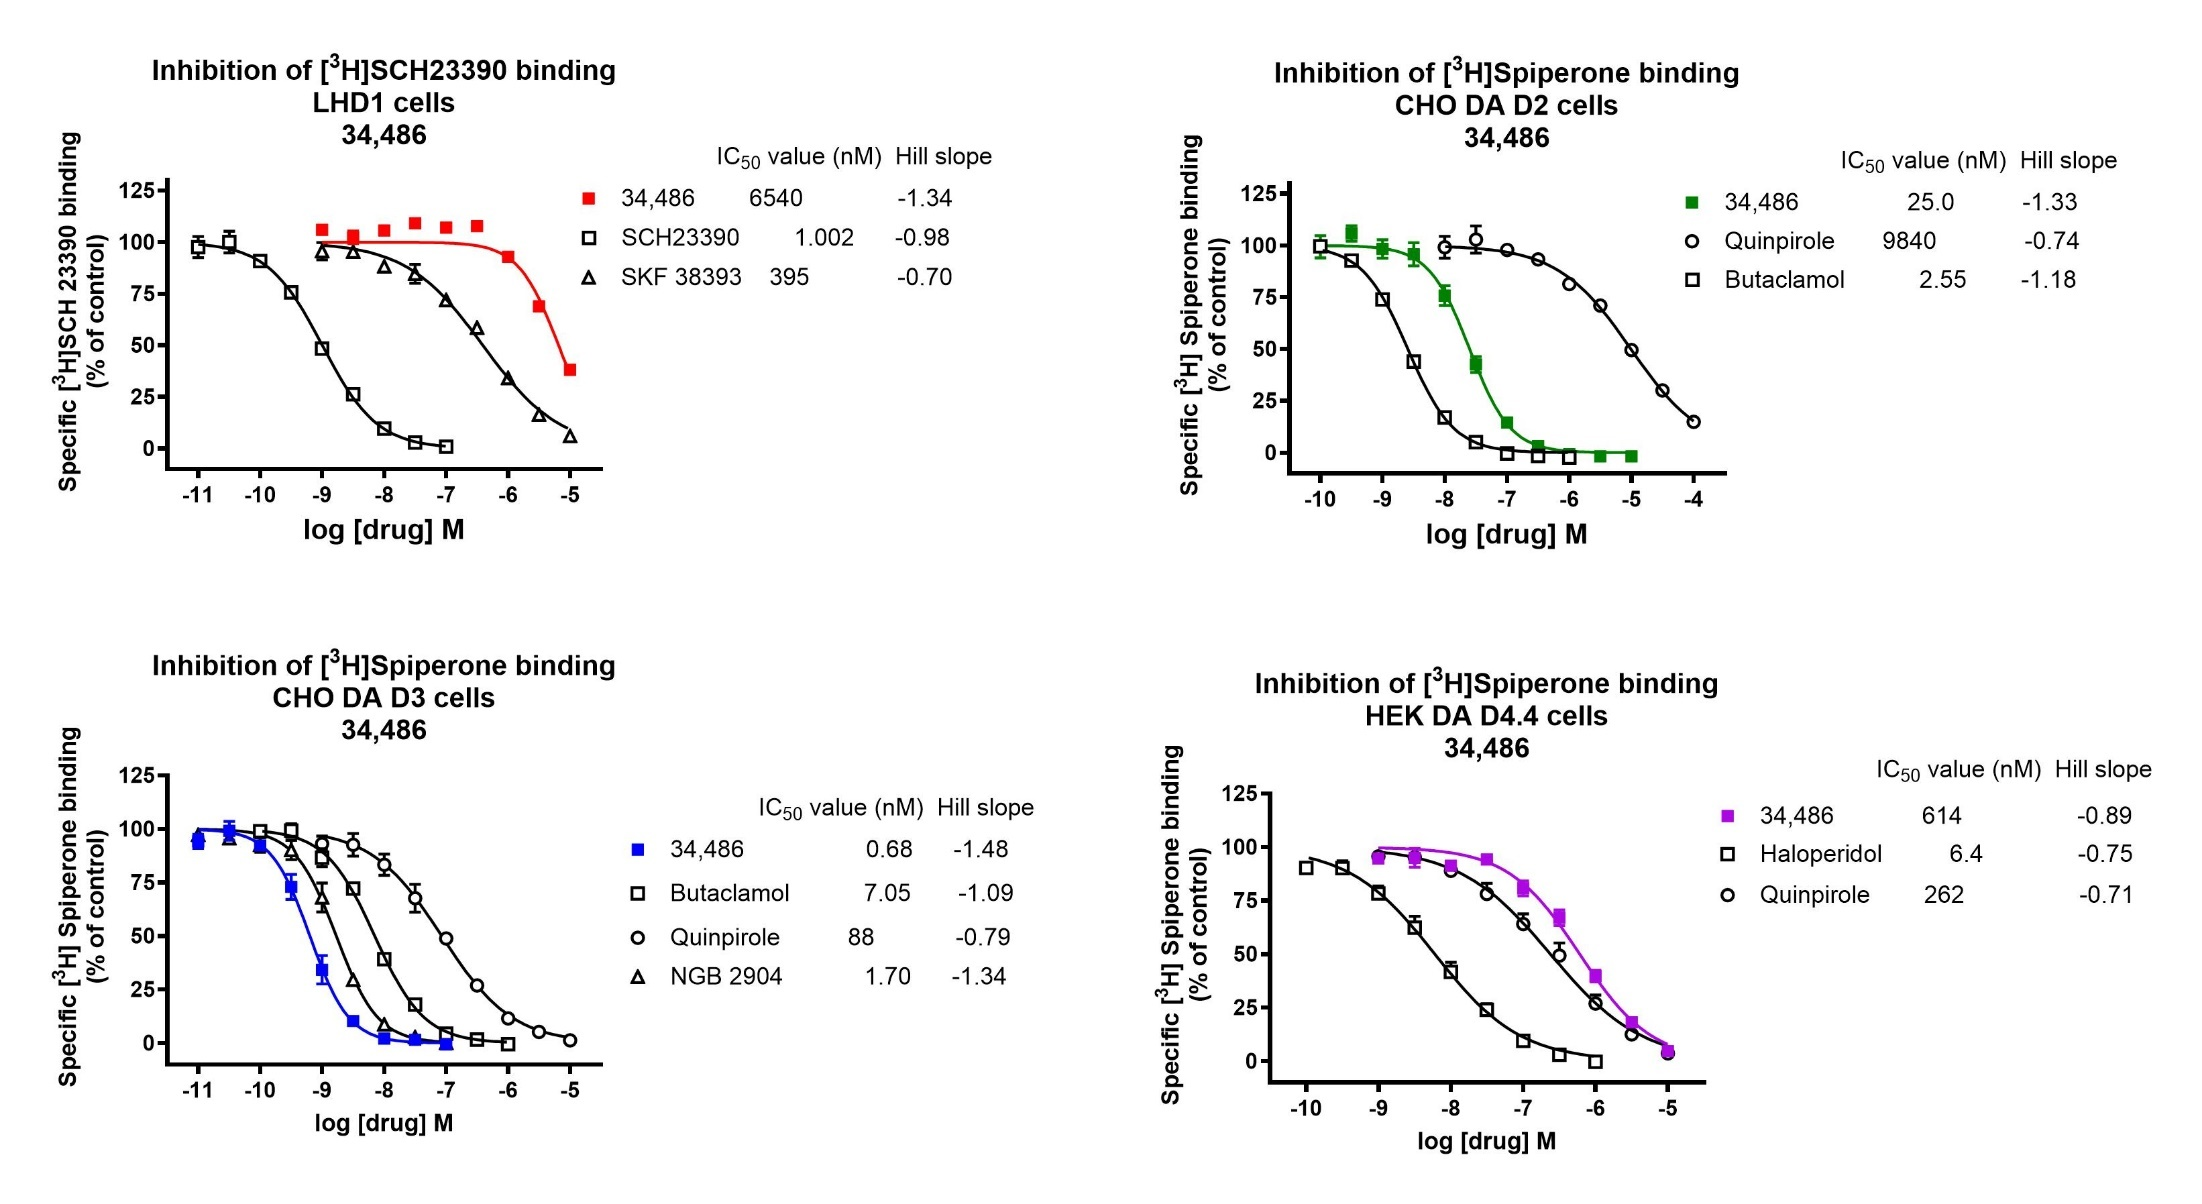 Inhibition of [³H]SCH23390 binding
LHD1 cells
34,486
IC₅₀ value (nM) Hill slope
34,486 6540 -1.34
SCH23390 1.002 -0.98
SKF 38393 395 -0.70
Specific [³H]SCH 23390 binding
(% of control)
125
100
75
50
25
0
-11 -10 -9 -8 -7 -6 -5
log [drug] M
Inhibition of [³H]Spiperone binding
CHO DA D2 cells
34,486
IC₅₀ value (nM) Hill slope
34,486 25.0 -1.33
Quinpirole 9840 -0.74
Butaclamol 2.55 -1.18
Specific [³H] Spiperone binding
(% of control)
125
100
75
50
25
0
-10 -9 -8 -7 -6 -5 -4
log [drug] M
Inhibition of [³H]Spiperone binding
CHO DA D3 cells
34,486
IC₅₀ value (nM) Hill slope
34,486 0.68 -1.48
Butaclamol 7.05 -1.09
Quinpirole 88 -0.79
NGB 2904 1.70 -1.34
Specific [³H] Spiperone binding
(% of control)
125
100
75
50
25
0
-11 -10 -9 -8 -7 -6 -5
log [drug] M
Inhibition of [³H]Spiperone binding
HEK DA D4.4 cells
34,486
IC₅₀ value (nM) Hill slope
34,486 614 -0.89
Haloperidol 6.4 -0.75
Quinpirole 262 -0.71
Specific [³H] Spiperone binding
(% of control)
125
100
75
50
25
0
-10 -9 -8 -7 -6 -5
log [drug] M